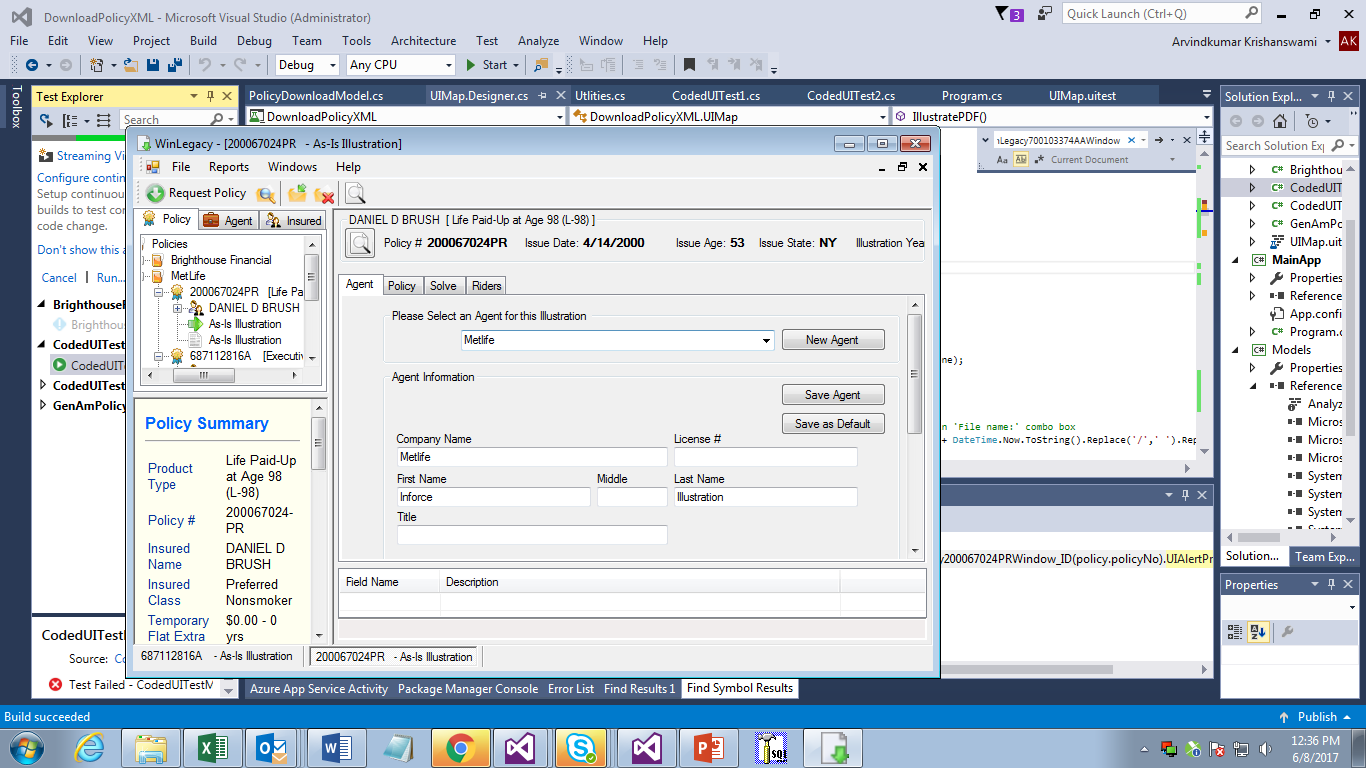 DownloadPolicyXML - Microsoft Visual Studio (Administrator)
3
Quick Launch (Ctrl+Q)
File Edit View Project Build Debug Team Tools Architecture Test Analyze Window Help
Arvindkumar Krishanswami AK
Debug Any CPU Start
Toolbox
Test Explorer
Search
Streaming Vi
Configure contin
Setup continuou
builds to test cor
code change.
Don't show this a
Cancel Run...
BrighthouseP
Brighthous
CodedUITest
CodedUITe
CodedUITest
GenAmPolicy
CodedUITest
Source: Co
Test Failed - CodedUITestM
PolicyDownloadModel.cs UIMap.Designer.cs Utlities.cs CodedUITest1.cs CodedUITest2.cs Program.cs UIMap.uitest
DownloadPolicyXML DownloadPolicyXML.UIMap IllustratePDF()
Legacy700103374AAWindow
Aa Current Document
ne);
n 'File name:' combo box
+ DateTime.Now.ToString().Replace('/',' ').Rep
y200067024PRWindow_ID(policy.policyNo).UIAlertPr
WinLegacy - [200067024PR - As-Is Illustration]
File Reports Windows Help
Request Policy
Policy Agent Insured
Policies
Brighthouse Financial
MetLife
200067024PR [Life Pa
DANIEL D BRUSH
As-Is Illustration
As-Is Illustration
687112816A [Executiv
Policy Summary
Product Type Life Paid-Up at Age 98 (L-98)
Policy # 200067024-PR
Insured Name DANIEL D BRUSH
Insured Class Preferred Nonsmoker
Temporary Flat Extra $0.00 - 0 yrs
DANIEL D BRUSH [ Life Paid-Up at Age 98 (L-98) ]
Policy # 200067024PR Issue Date: 4/14/2000 Issue Age: 53 Issue State: NY Illustration Yea
Agent Policy Solve Riders
Please Select an Agent for this Illustration
Metlife New Agent
Agent Information
Save Agent
Save as Default
Company Name License #
Metlife
First Name Middle Last Name
Inforce Illustration
Title
Field Name Description
687112816A - As-Is Illustration 200067024PR - As-Is Illustration
Solution Expl...
Search Solution Explo
Brighthou
CodedUIT
CodedUIT
GenAmPo
UIMap.uit
MainApp
Properties
Reference
App.confi
Program.c
Models
Properties
Reference
Analyz
Micros
Micros
Micros
System
System
System
Solution... Team Exp...
Properties
Azure App Service Activity Package Manager Console Error List Find Results 1 Find Symbol Results
Build succeeded
Publish
12:36 PM
6/8/2017